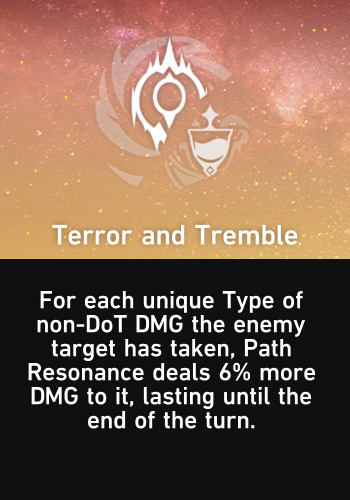 Terror and Tremble
For each unique Type of
non-DoT DMG the enemy
target has taken, Path
Resonance deals 6% more
DMG to it, lasting until the
end of the turn.